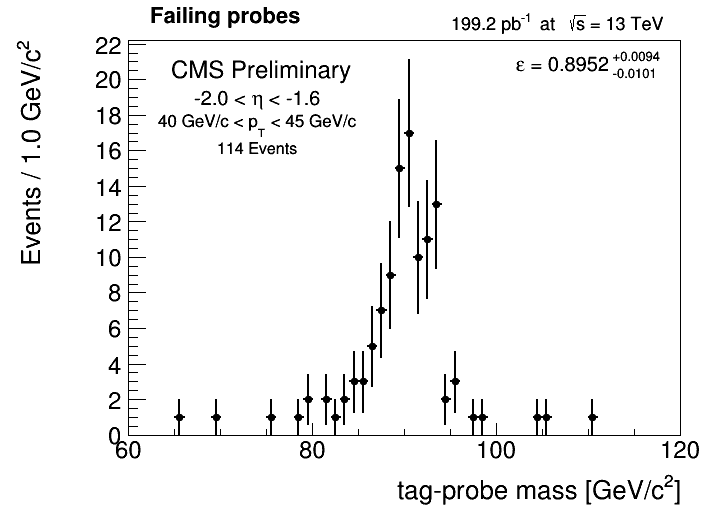 Failing probes
199.2 pb⁻¹ at √s = 13 TeV
CMS Preliminary
-2.0 < η < -1.6
40 GeV/c < p_T < 45 GeV/c
114 Events
ε = 0.8952 +0.0094 -0.0101
Events / 1.0 GeV/c²
22
20
18
16
14
12
10
8
6
4
2
0
60 80 100 120
tag-probe mass [GeV/c²]